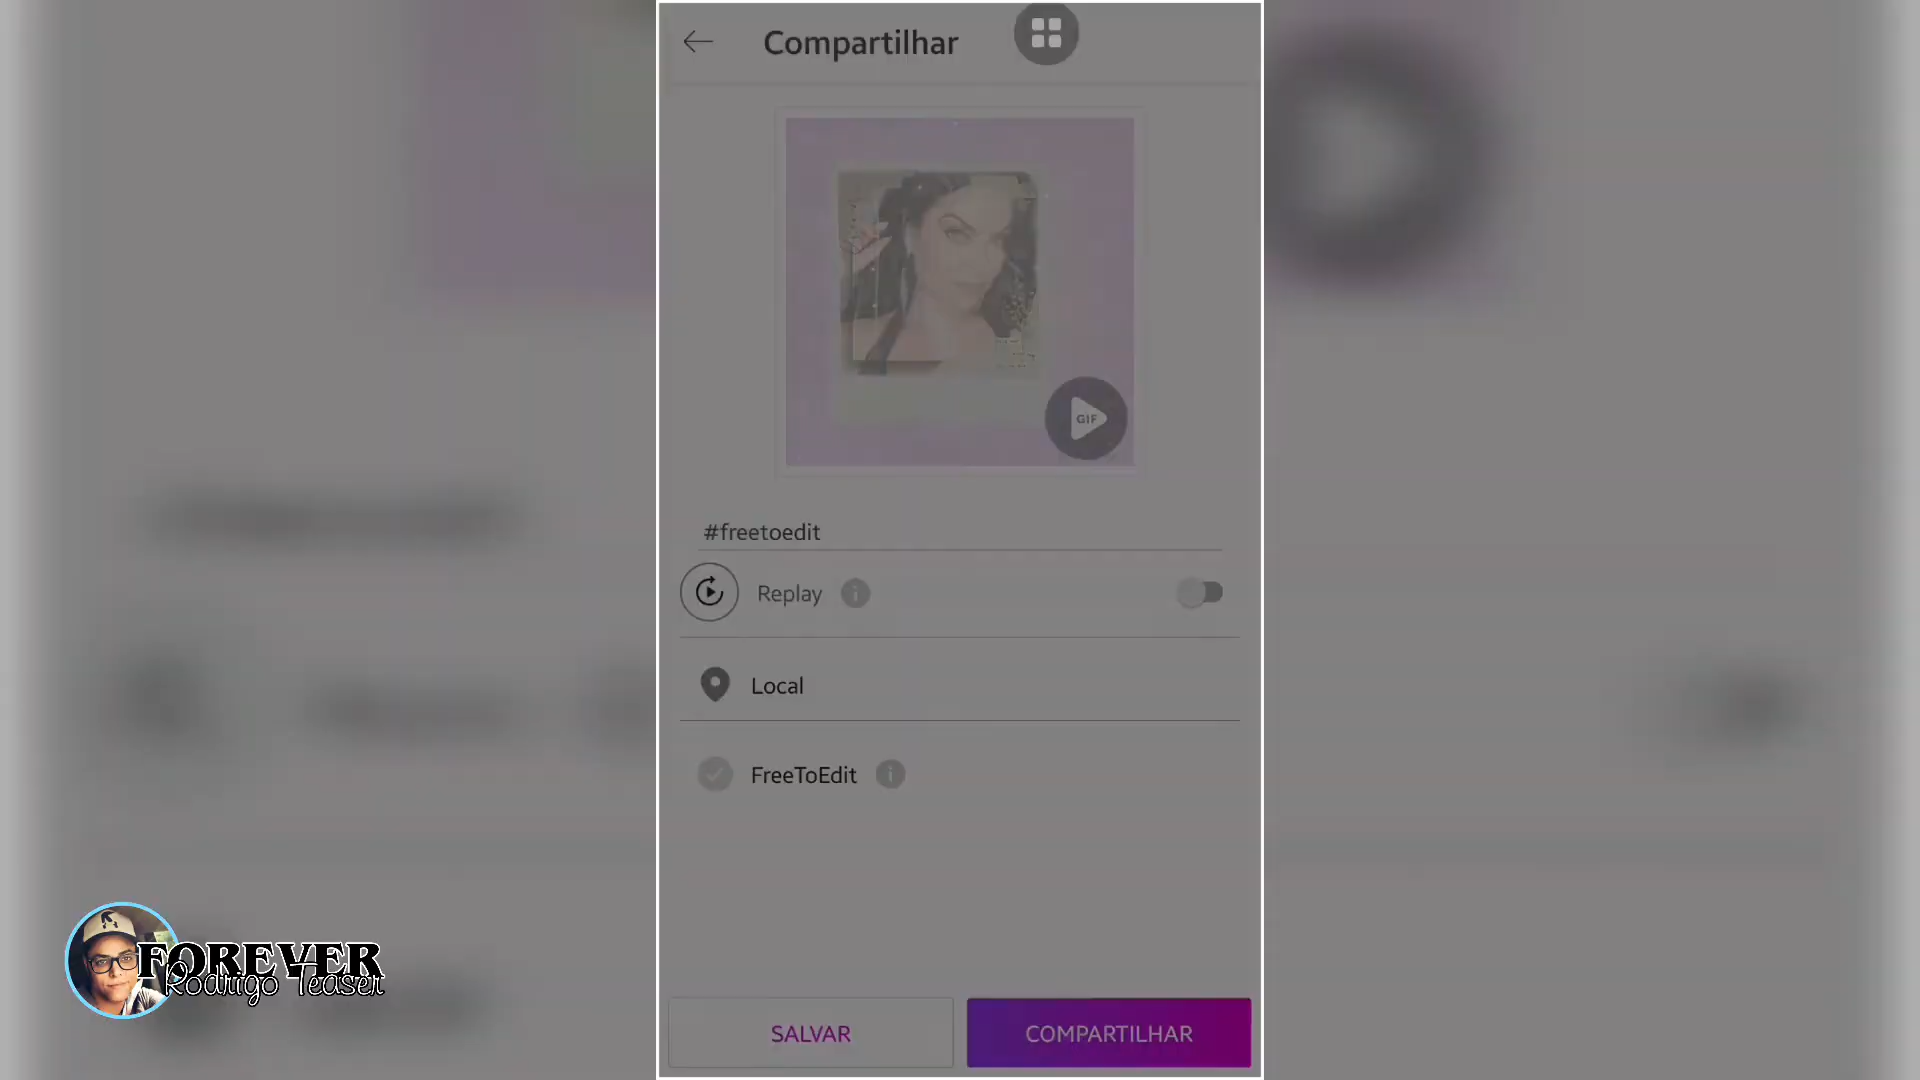 Compartilhar
GIF
#freetoedit
Replay
Local
FreeToEdit
FOREVER
Rodrigo Teaser
SALVAR
COMPARTILHAR